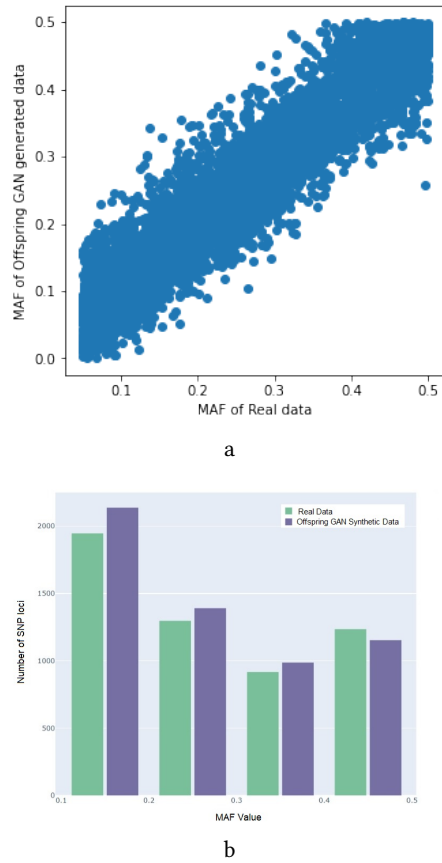 0.5
0.4
0.3
0.2
0.1
0.0
MAF of Offspring GAN generated data
0.1 0.2 0.3 0.4 0.5
MAF of Real data
a
Real Data
Offspring GAN Synthetic Data
2000
1500
1000
500
0
Number of SNP loci
0.1 0.2 0.3 0.4 0.5
MAF Value
b